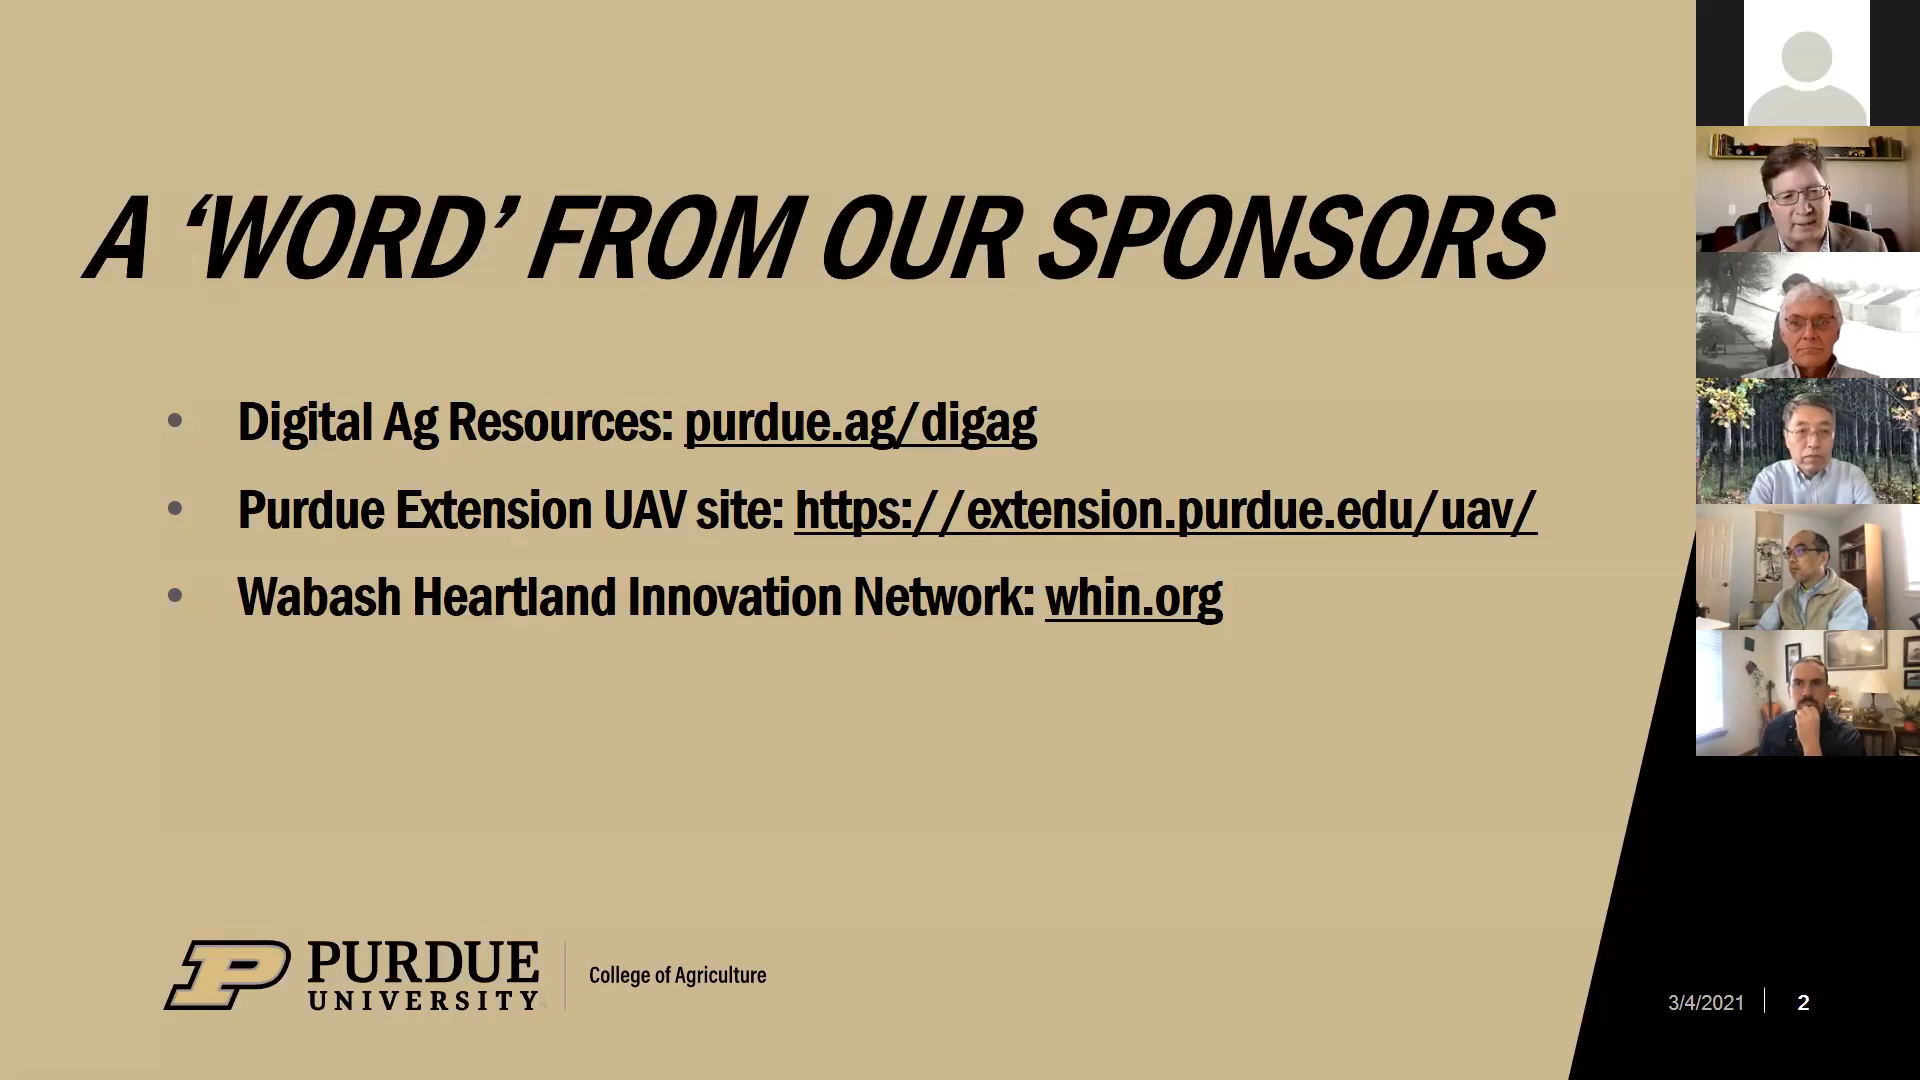 A ‘WORD’ FROM OUR SPONSORS
• Digital Ag Resources: purdue.ag/digag
• Purdue Extension UAV site: https://extension.purdue.edu/uav/
• Wabash Heartland Innovation Network: whin.org
P PURDUE
UNIVERSITY
College of Agriculture
3/4/2021 2